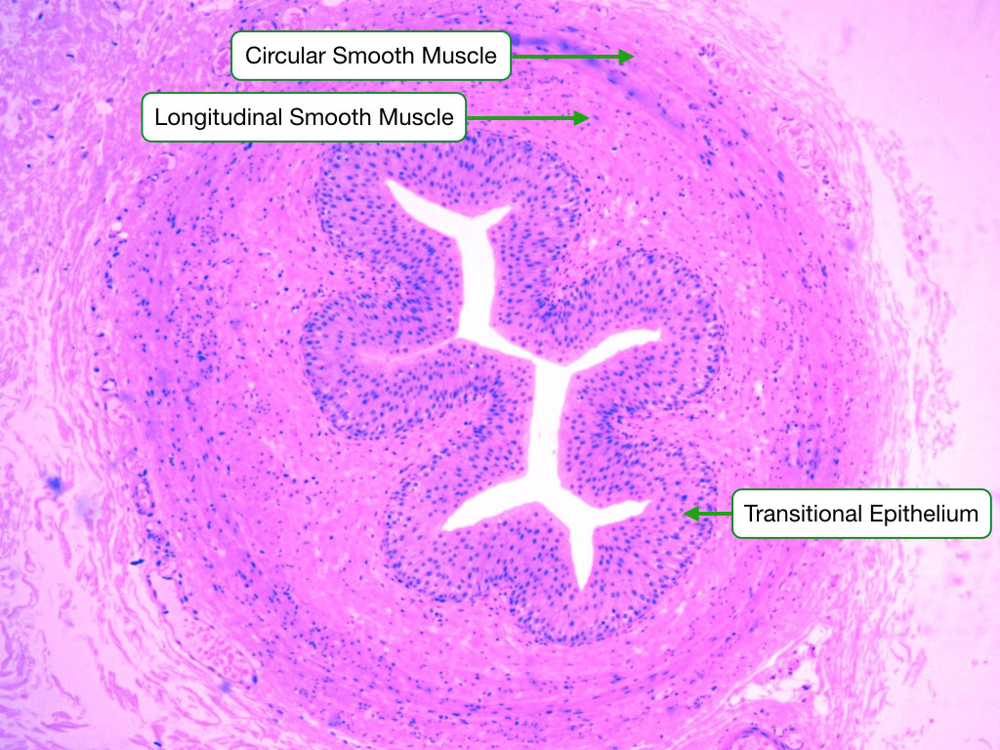 Circular Smooth Muscle
Longitudinal Smooth Muscle
Transitional Epithelium